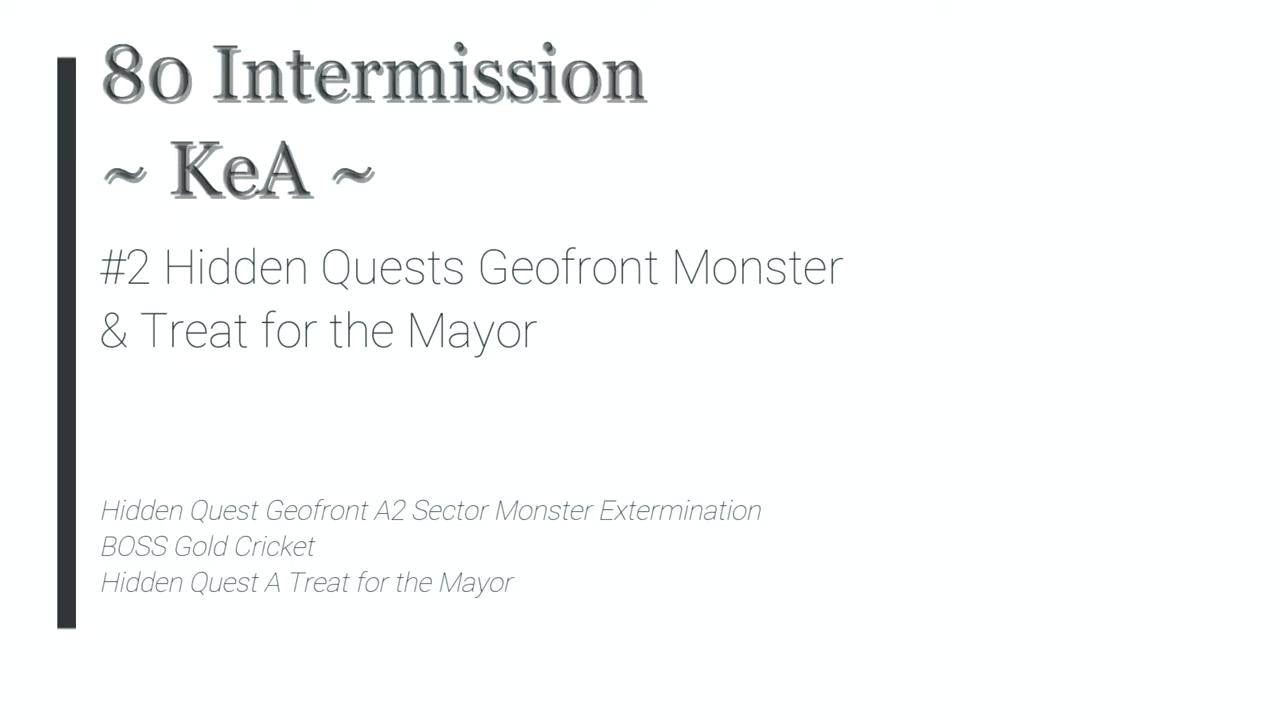 80 Intermission
~ KeA ~
#2 Hidden Quests Geofront Monster
& Treat for the Mayor
Hidden Quest Geofront A2 Sector Monster Extermination
BOSS Gold Cricket
Hidden Quest A Treat for the Mayor